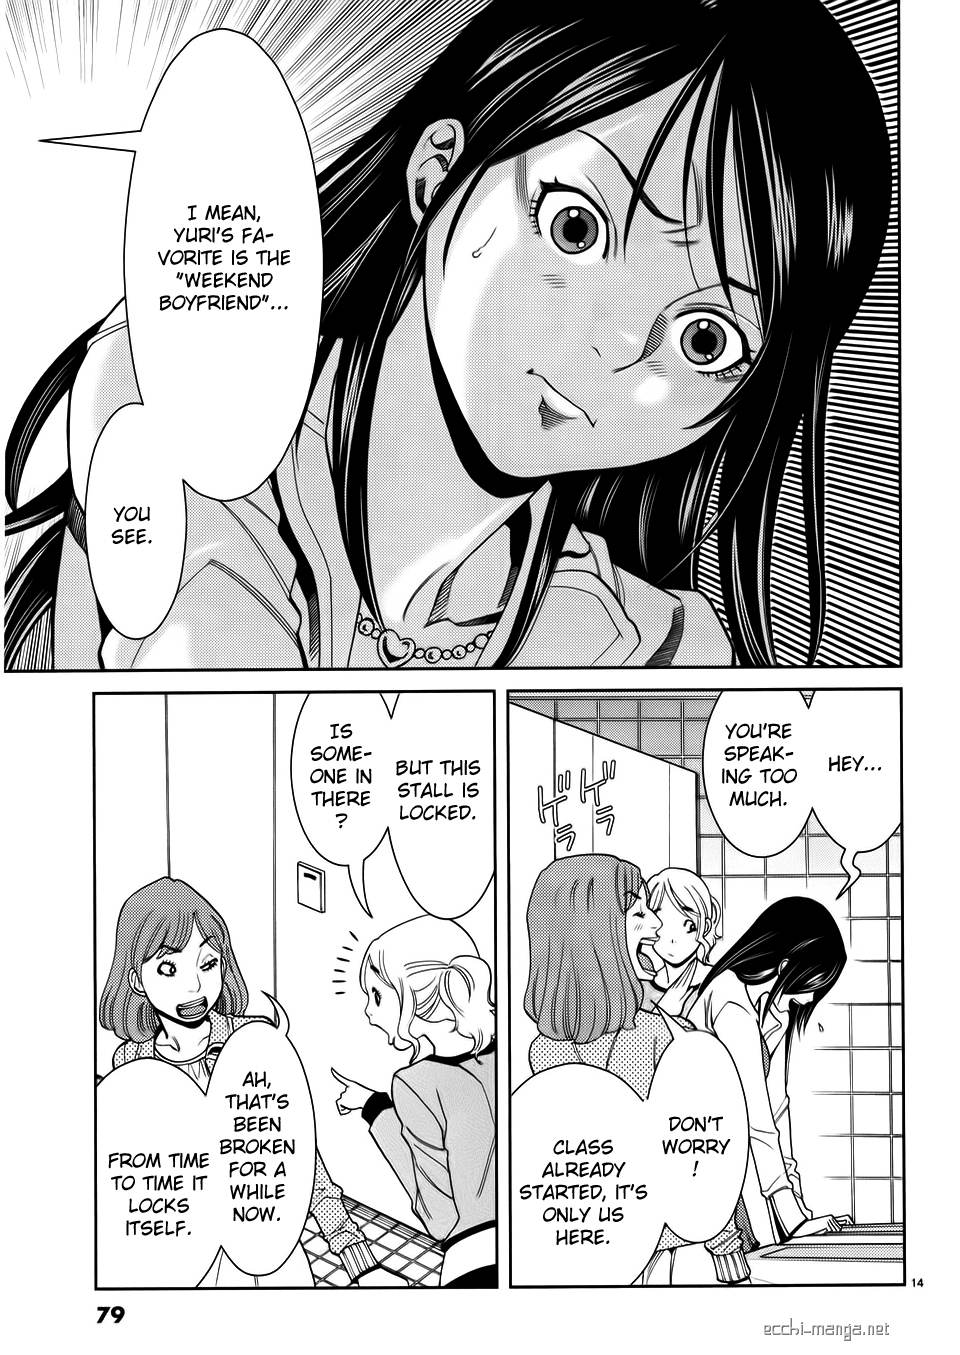 I MEAN,
YURI'S FA-
VORITE IS THE
"WEEKEND
BOYFRIEND"...
YOU
SEE.
HEY...
YOU'RE
SPEAK-
ING TOO
MUCH.
ゲラ
ゲラ
DON'T
WORRY
!
CLASS
ALREADY
STARTED, IT'S
ONLY US
HERE.
BUT THIS
STALL IS
LOCKED.
IS
SOME-
ONE IN
THERE
?
AH,
THAT'S
BEEN
BROKEN
FOR A
WHILE
NOW.
FROM TIME
TO TIME IT
LOCKS
ITSELF.
14
79
ecchi-manga.net